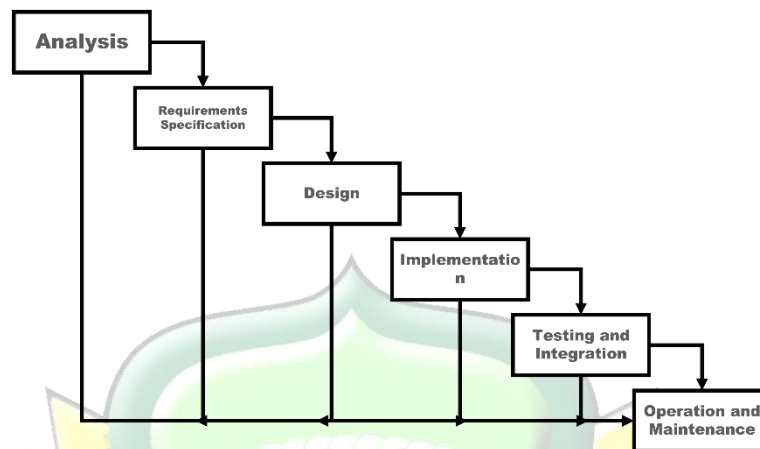 Analysis
Requirements
Specification
Design
Implementatio
n
Testing and
Integration
Operation and
Maintenance